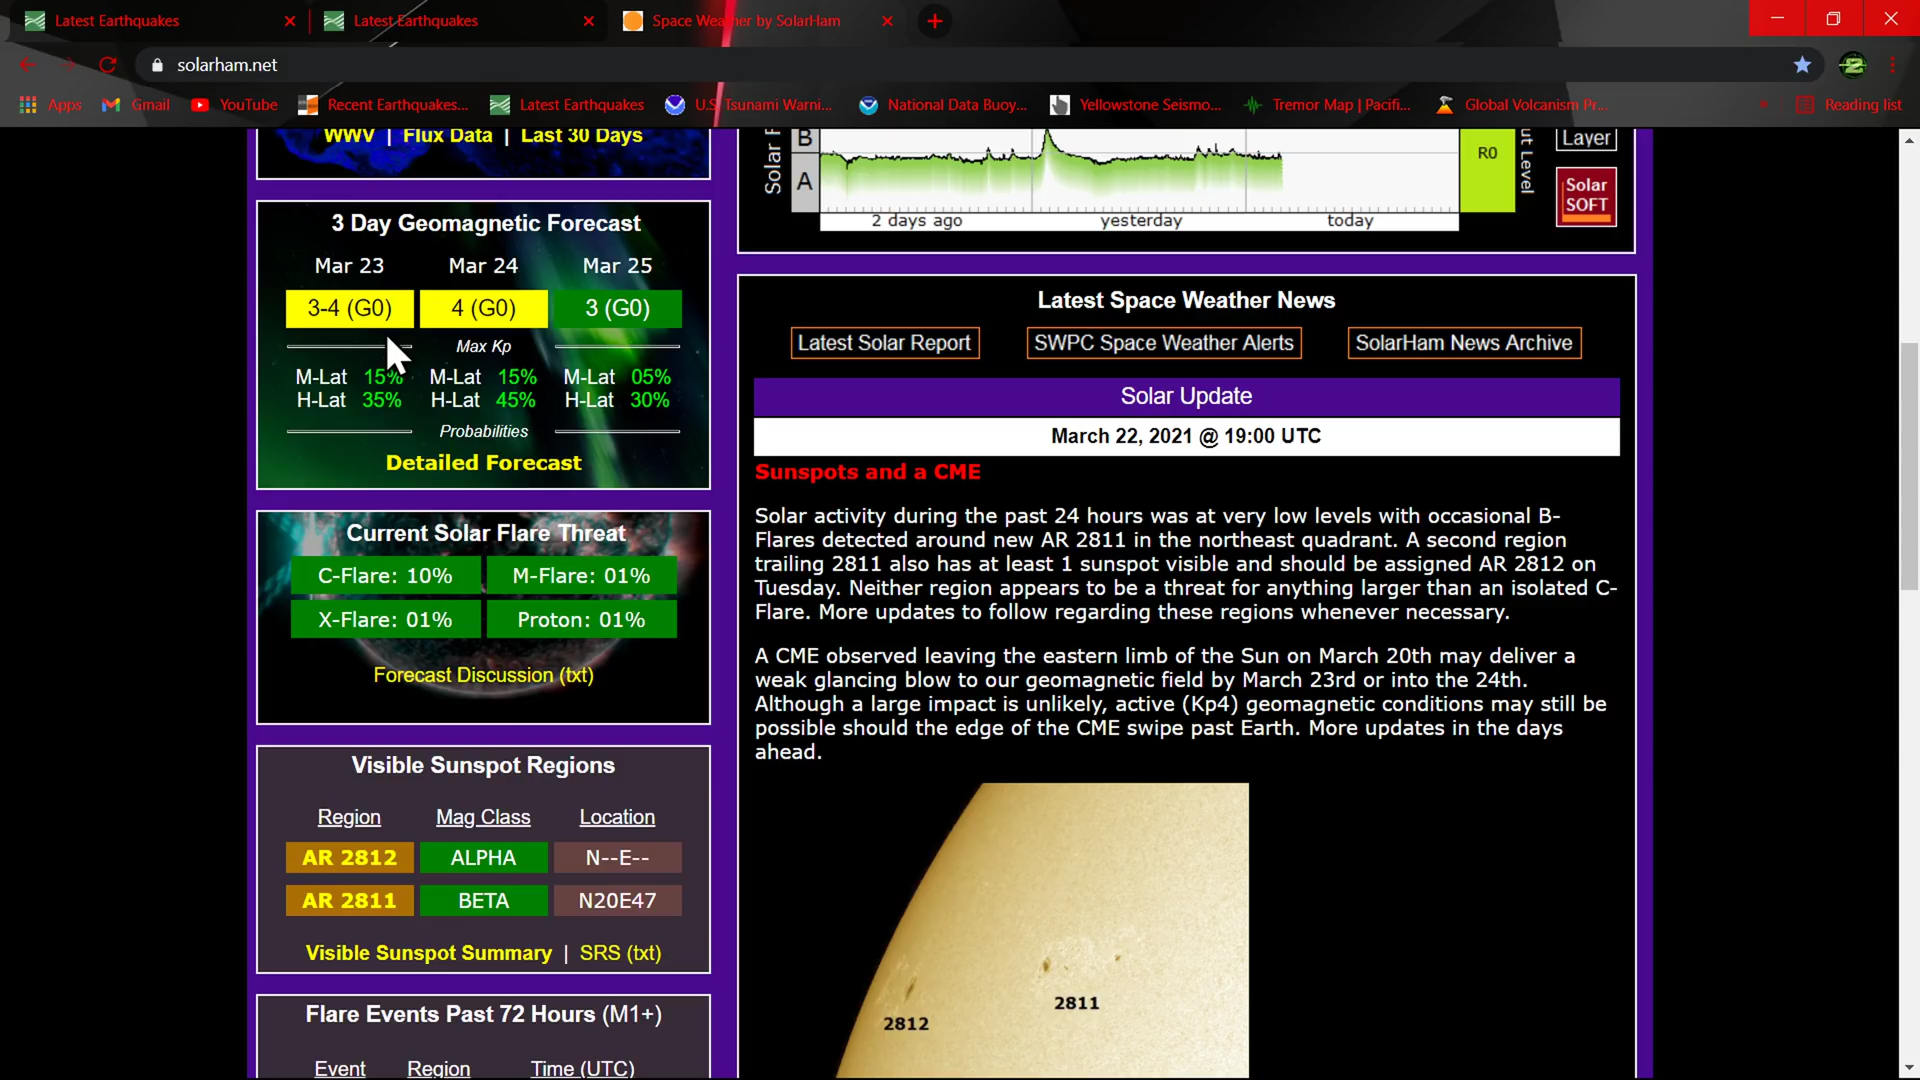 Latest Earthquakes
Latest Earthquakes
Space Weather by SolarHam
solarham.net
Apps
Gmail
YouTube
Recent Earthquakes...
Latest Earthquakes
U.S. Tsunami Warni...
National Data Buoy...
Yellowstone Seismo...
Tremor Map | Pacifi...
Global Volcanism Pr...
Reading list
WWV | Flux Data | Last 30 Days
3 Day Geomagnetic Forecast
Mar 23 Mar 24 Mar 25
3-4 (G0) 4 (G0) 3 (G0)
Max Kp
M-Lat 15% M-Lat 15% M-Lat 05%
H-Lat 35% H-Lat 45% H-Lat 30%
Probabilities
Detailed Forecast
Current Solar Flare Threat
C-Flare: 10% M-Flare: 01%
X-Flare: 01% Proton: 01%
Forecast Discussion (txt)
Visible Sunspot Regions
Region Mag Class Location
AR 2812 ALPHA N--E--
AR 2811 BETA N20E47
Visible Sunspot Summary | SRS (txt)
Flare Events Past 72 Hours (M1+)
Event Region Time (UTC)
B
A
R0
2 days ago yesterday today
Layer
Solar
SOFT
Latest Space Weather News
Latest Solar Report SWPC Space Weather Alerts SolarHam News Archive
Solar Update
March 22, 2021 @ 19:00 UTC
Sunspots and a CME
Solar activity during the past 24 hours was at very low levels with occasional B-
Flares detected around new AR 2811 in the northeast quadrant. A second region
trailing 2811 also has at least 1 sunspot visible and should be assigned AR 2812 on
Tuesday. Neither region appears to be a threat for anything larger than an isolated C-
Flare. More updates to follow regarding these regions whenever necessary.
A CME observed leaving the eastern limb of the Sun on March 20th may deliver a
weak glancing blow to our geomagnetic field by March 23rd or into the 24th.
Although a large impact is unlikely, active (Kp4) geomagnetic conditions may still be
possible should the edge of the CME swipe past Earth. More updates in the days
ahead.
2811
2812